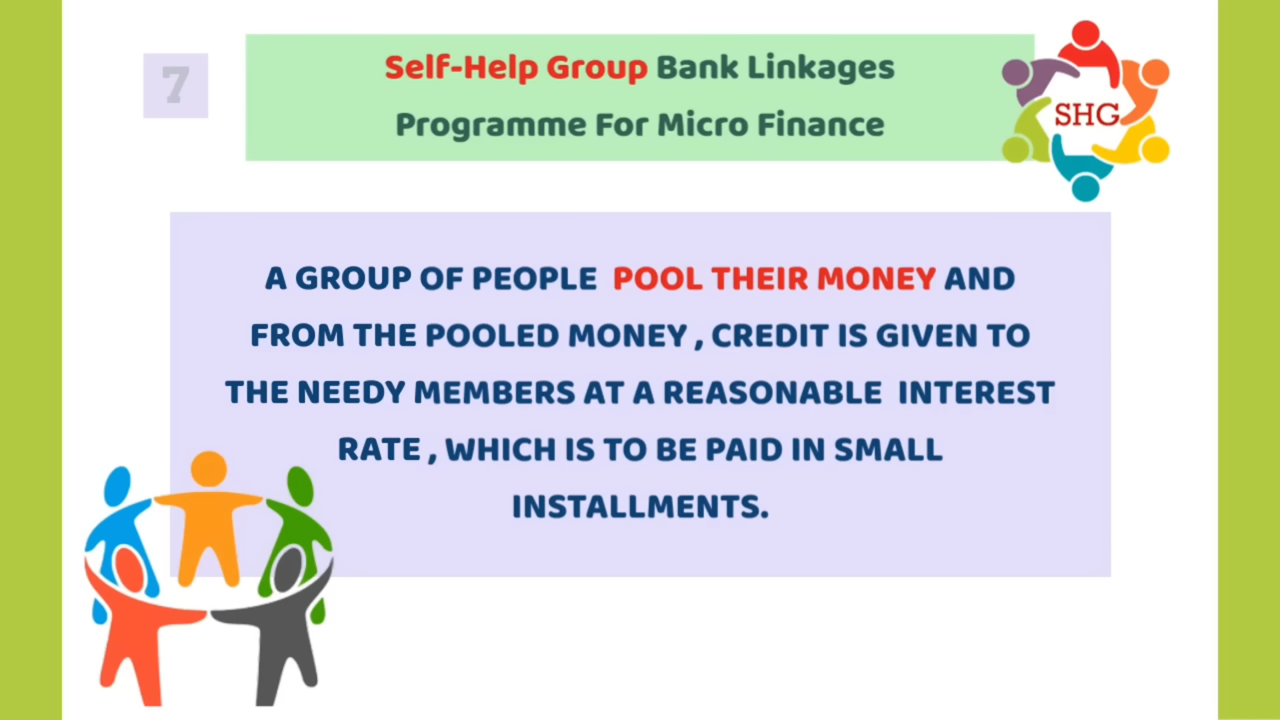 7
Self-Help Group Bank Linkages
Programme For Micro Finance
SHG
A GROUP OF PEOPLE POOL THEIR MONEY AND
FROM THE POOLED MONEY , CREDIT IS GIVEN TO
THE NEEDY MEMBERS AT A REASONABLE INTEREST
RATE , WHICH IS TO BE PAID IN SMALL
INSTALLMENTS.